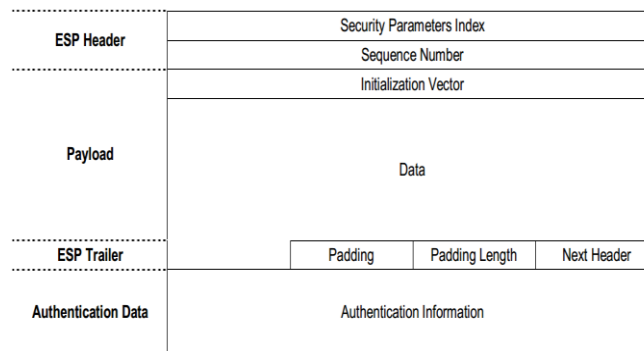 Security Parameters Index
ESP Header
Sequence Number
Initialization Vector
Payload
Data
ESP Trailer
Padding
Padding Length
Next Header
Authentication Data
Authentication Information